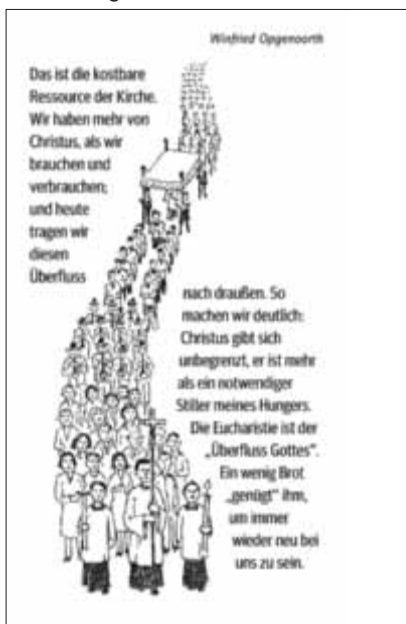 Winfried Opgenoorth
Das ist die kostbare
Ressource der Kirche.
Wir haben mehr von
Christus, als wir
brauchen und
verbrauchen;
und heute
tragen wir
diesen
Überfluss
nach draußen. So
machen wir deutlich:
Christus gibt sich
unbegrenzt, er ist mehr
als ein notwendiger
Stiller meines Hungers.
Die Eucharistie ist der
„Überfluss Gottes“.
Ein wenig Brot
„genügt“ ihm,
um immer
wieder neu bei
uns zu sein.